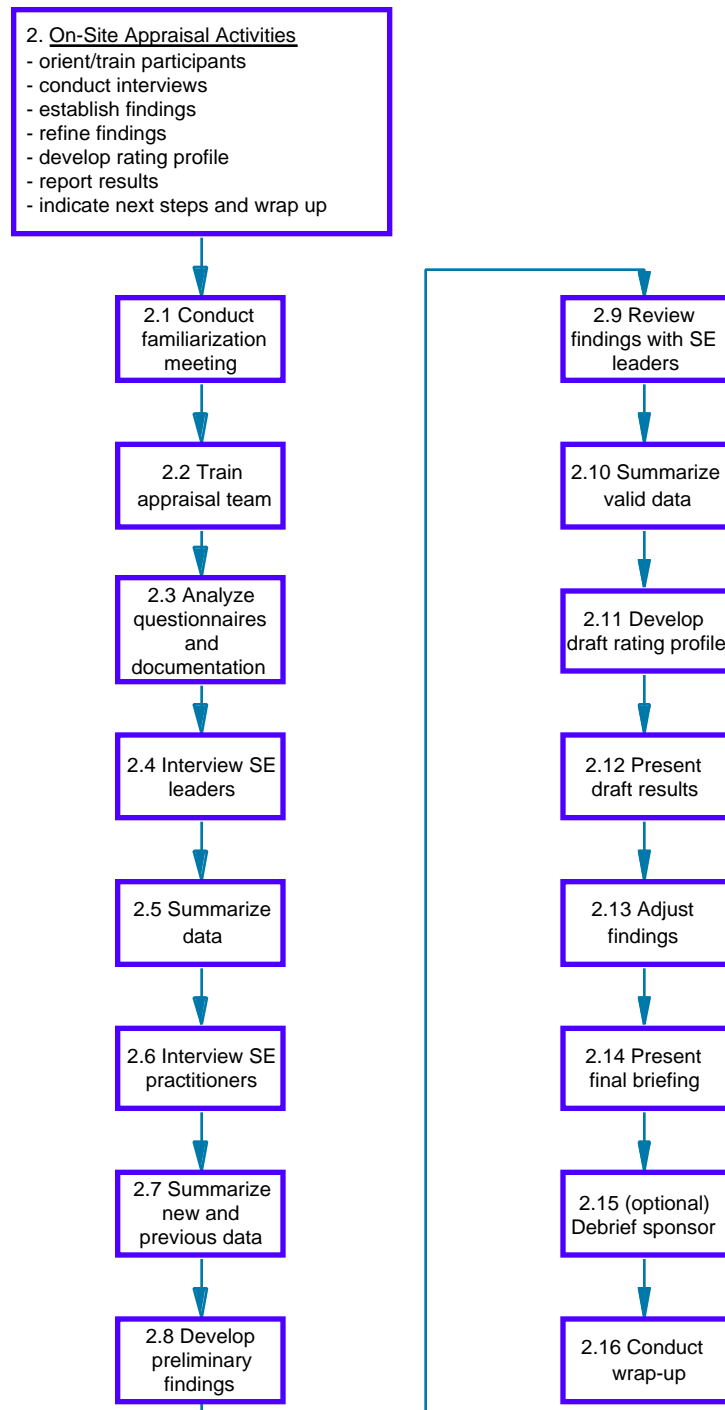 2. On-Site Appraisal Activities
- orient/train participants
- conduct interviews
- establish findings
- refine findings
- develop rating profile
- report results
- indicate next steps and wrap up
2.1 Conduct
familiarization
meeting
2.2 Train
appraisal team
2.3 Analyze
questionnaires
and
documentation
2.4 Interview SE
leaders
2.5 Summarize
data
2.6 Interview SE
practitioners
2.7 Summarize
new and
previous data
2.8 Develop
preliminary
findings
2.9 Review
findings with SE
leaders
2.10 Summarize
valid data
2.11 Develop
draft rating profile
2.12 Present
draft results
2.13 Adjust
findings
2.14 Present
final briefing
2.15 (optional)
Debrief sponsor
2.16 Conduct
wrap-up